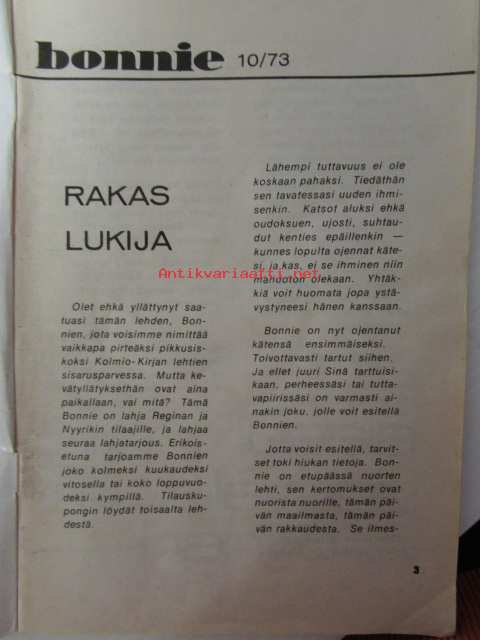 bonnie 10/73
RAKAS
LUKIJA
Olet ehkä yllättynyt saa-
tuasi tämän lehden, Bon-
nien, jota voisimme nimittää
vaikkapa pirteäksi pikkusis-
koksi Kolmio-Kirjan lehtien
sisarusparvessa. Mutta ke-
vätyllätyksethän ovat aina
paikallaan, vai mitä? Tämä
Bonnie on lahja Reginan ja
Nyyrikin tilaajille, ja lahjaa
seuraa lahjatarjous. Erikois-
etuna tarjoamme Bonnien
joko kolmeksi kuukaudeksi
vitosella tai koko loppuvuo-
deksi kympillä. Tilausku-
pongin löydät toisaalta leh-
destä.
Lähempi tuttavuus ei ole
koskaan pahaksi. Tiedäthän
sen tavatessasi uuden ihmi-
senkin. Katsot aluksi ehkä
oudoksuen, ujosti, suhtau-
dut kenties epäillenkin —
kunnes lopulta ojennat käte-
si, ja kas, ei se ihminen niin
mahdoton olekaan. Yhtäk-
kiä voit huomata jopa ystä-
vystyneesi hänen kanssaan.
Bonnie on nyt ojentanut
kätensä ensimmäiseksi.
Toivottavasti tartut siihen.
Ja ellet juuri Sinä tarttuisi-
kaan, perheessäsi tai tutta-
vapiirissäsi on varmasti ai-
nakin joku, jolle voit esitellä
Bonnien.
Jotta voisit esitellä, tarvit-
set toki hiukan tietoja. Bon-
nie on etupäässä nuorten
lehti, sen kertomukset ovat
nuorista nuorille, tämän päi-
vän maailmasta, tämän päi-
vän rakkaudesta. Se ilmes-
3
Antikvariaatti.net